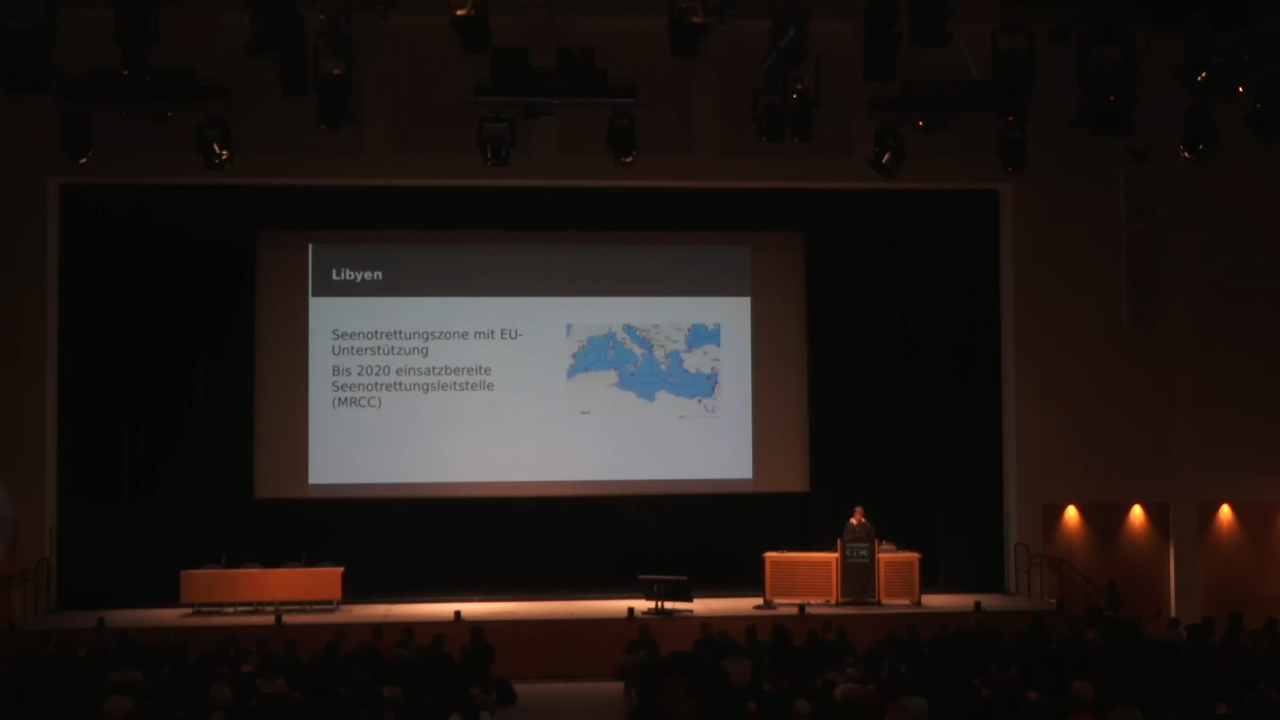 Libyen
Seenotrettungszone mit EU-
Unterstützung
Bis 2020 einsatzbereite
Seenotrettungsleitstelle
(MRCC)